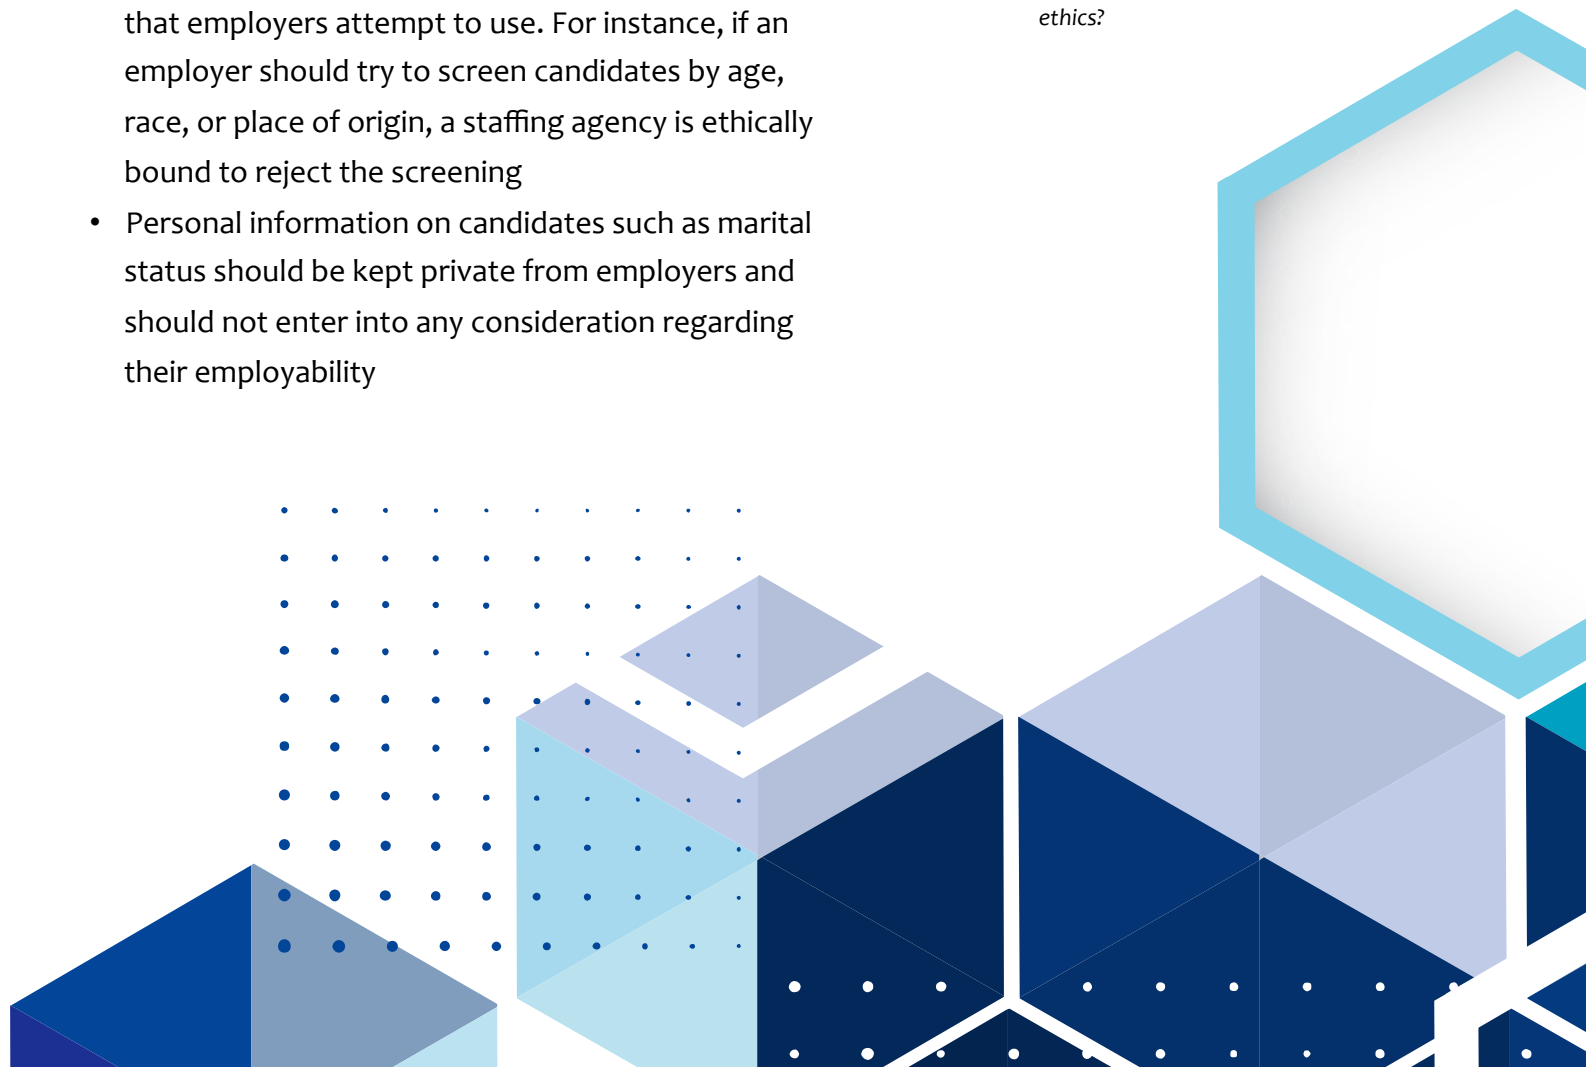 that employers attempt to use. For instance, if an
employer should try to screen candidates by age,
race, or place of origin, a staffing agency is ethically
bound to reject the screening
• Personal information on candidates such as marital
status should be kept private from employers and
should not enter into any consideration regarding
their employability
ethics?